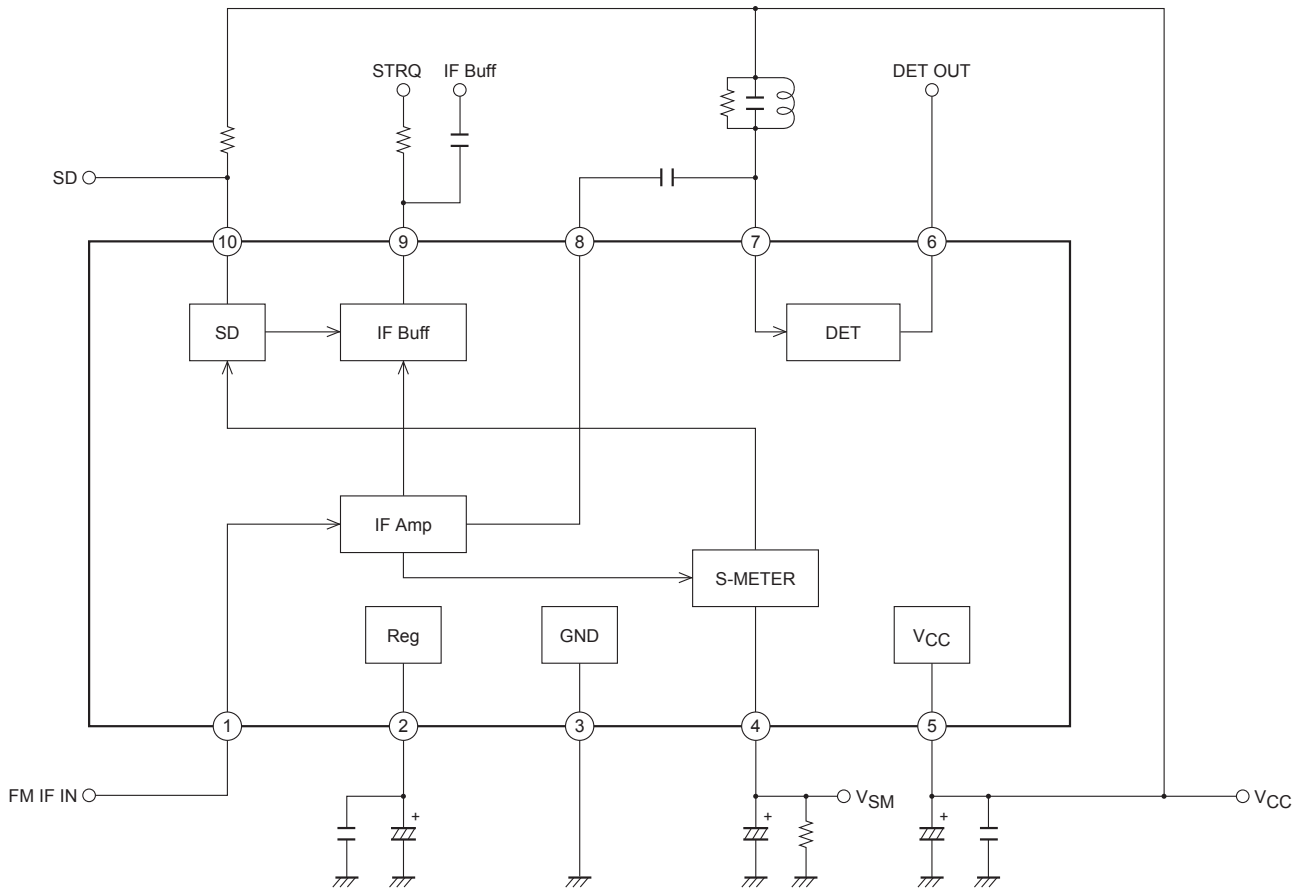 STRQ
IF Buff
DET OUT
SD
10
9
8
7
6
SD
IF Buff
DET
IF Amp
S-METER
Reg
GND
VCC
1
2
3
4
5
FM IF IN
VSM
VCC
+
+
+